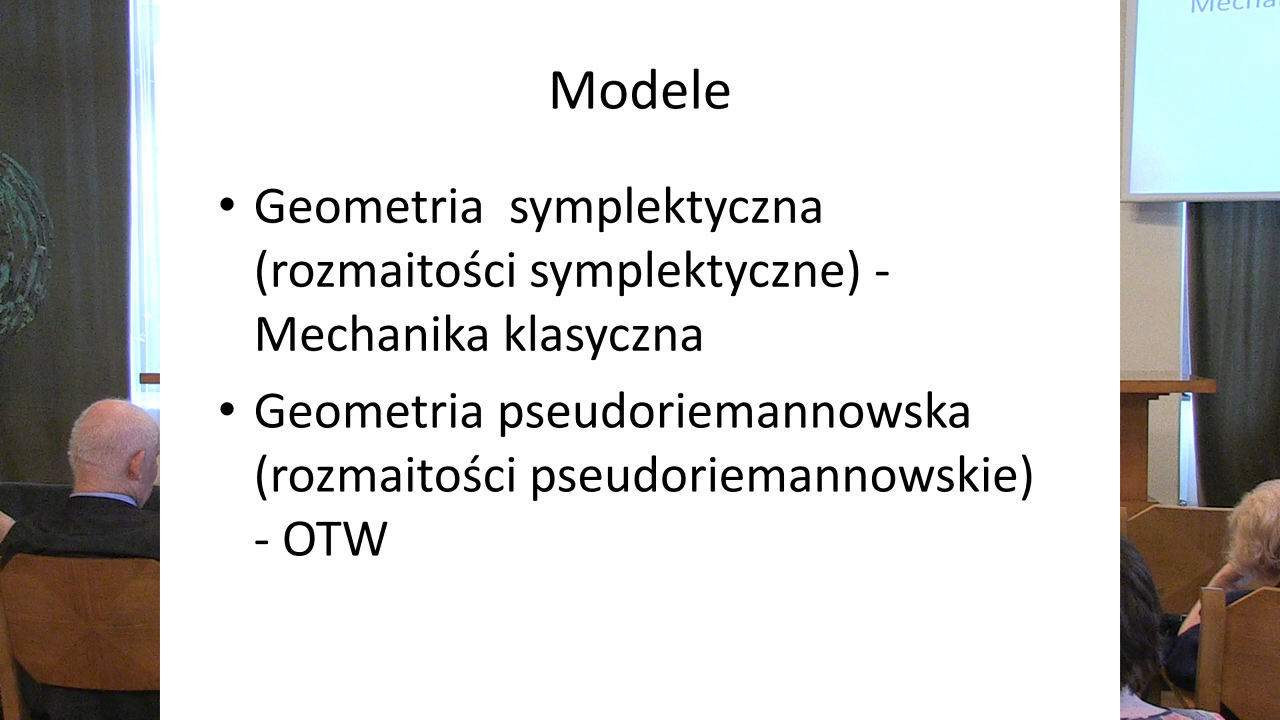 Modele
• Geometria symplektyczna
(rozmaitości symplektyczne) -
Mechanika klasyczna
• Geometria pseudoriemannowska
(rozmaitości pseudoriemannowskie)
- OTW